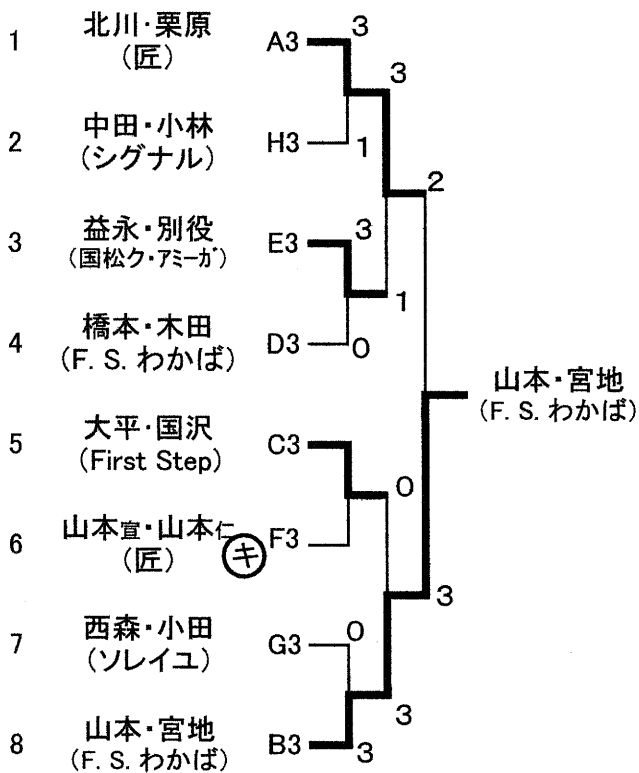 1 北川・栗原 A3 3
(匠)
3
2 中田・小林 H3 1
(シグナル)
2
3 益永・別役 E3 3
(国松ク・アミーガ)
1
4 橋本・木田 D3 0
(F. S. わかば)
山本・宮地
(F. S. わかば)
5 大平・国沢 C3
(First Step)
0
6 山本宣・山本仁 F3
(匠) キ
3
7 西森・小田 G3 0
(ソレイユ)
3
8 山本・宮地 B3 3
(F. S. わかば)